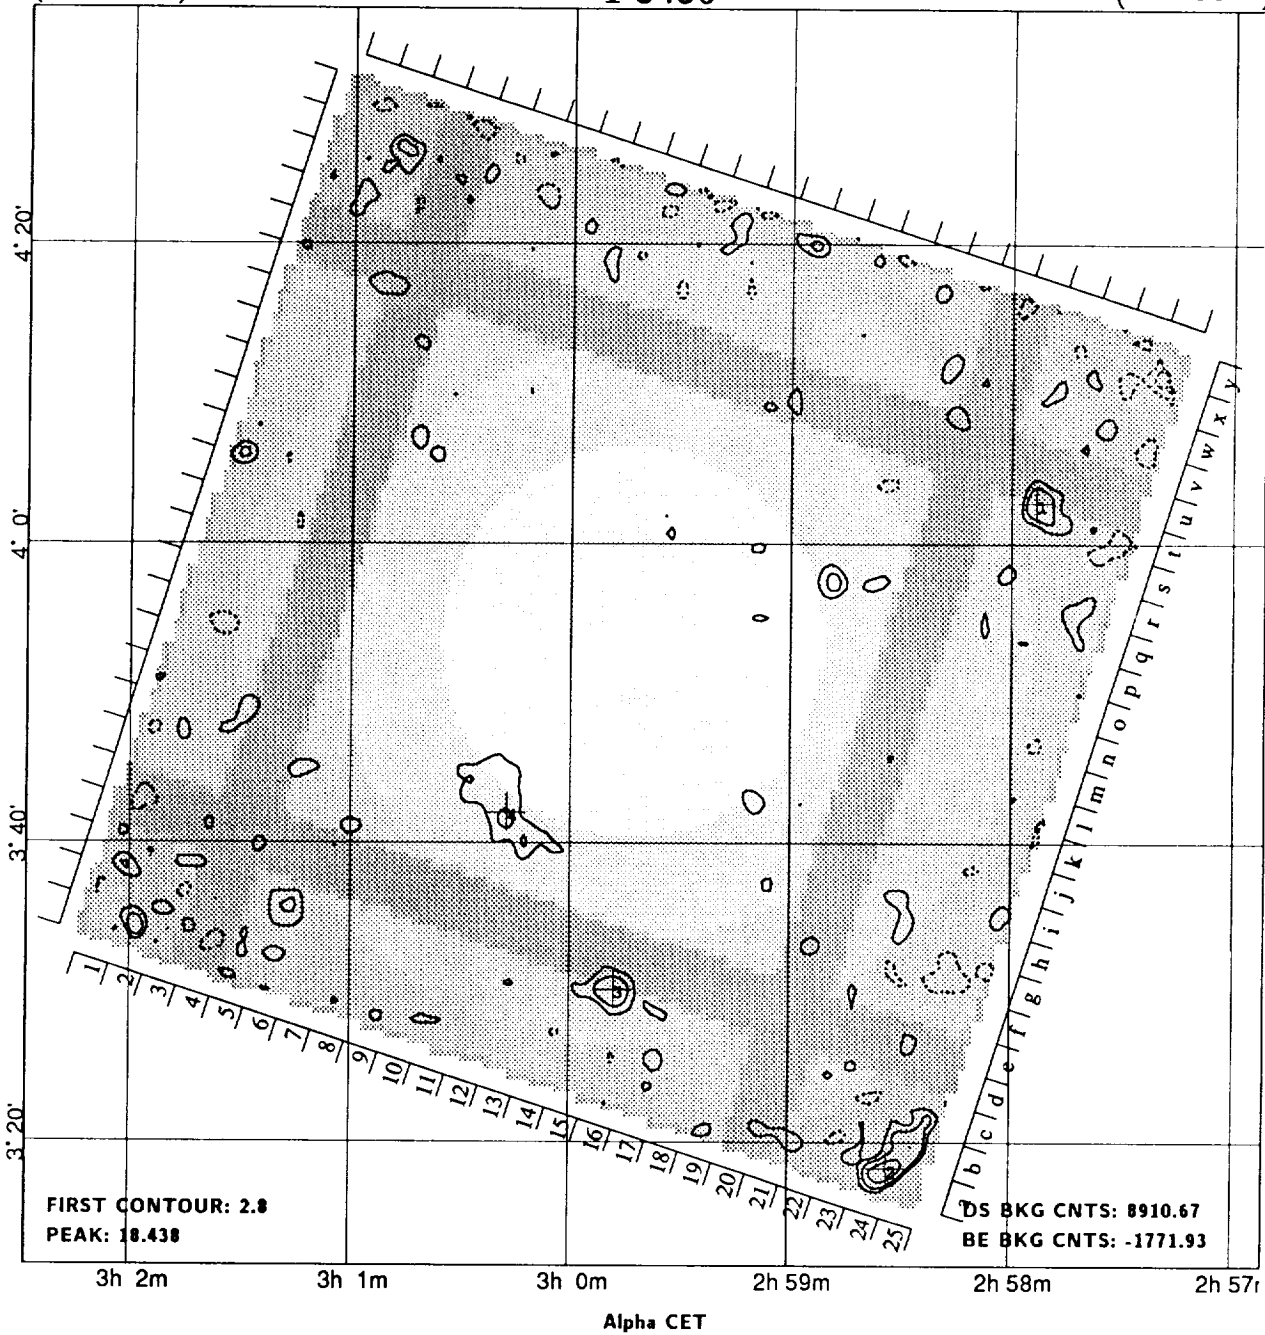 4° 20'
4° 0'
3° 40'
3° 20'
a b c d e f g h i j k l m n o p q r s t u v w x y
1 2 3 4 5 6 7 8 9 10 11 12 13 14 15 16 17 18 19 20 21 22 23 24 25
FIRST CONTOUR: 2.8
PEAK: 18.438
DS BKG CNTS: 8910.67
BE BKG CNTS: -1771.93
3h 2m
3h 1m
3h 0m
2h 59m
2h 58m
2h 57m
Alpha CET